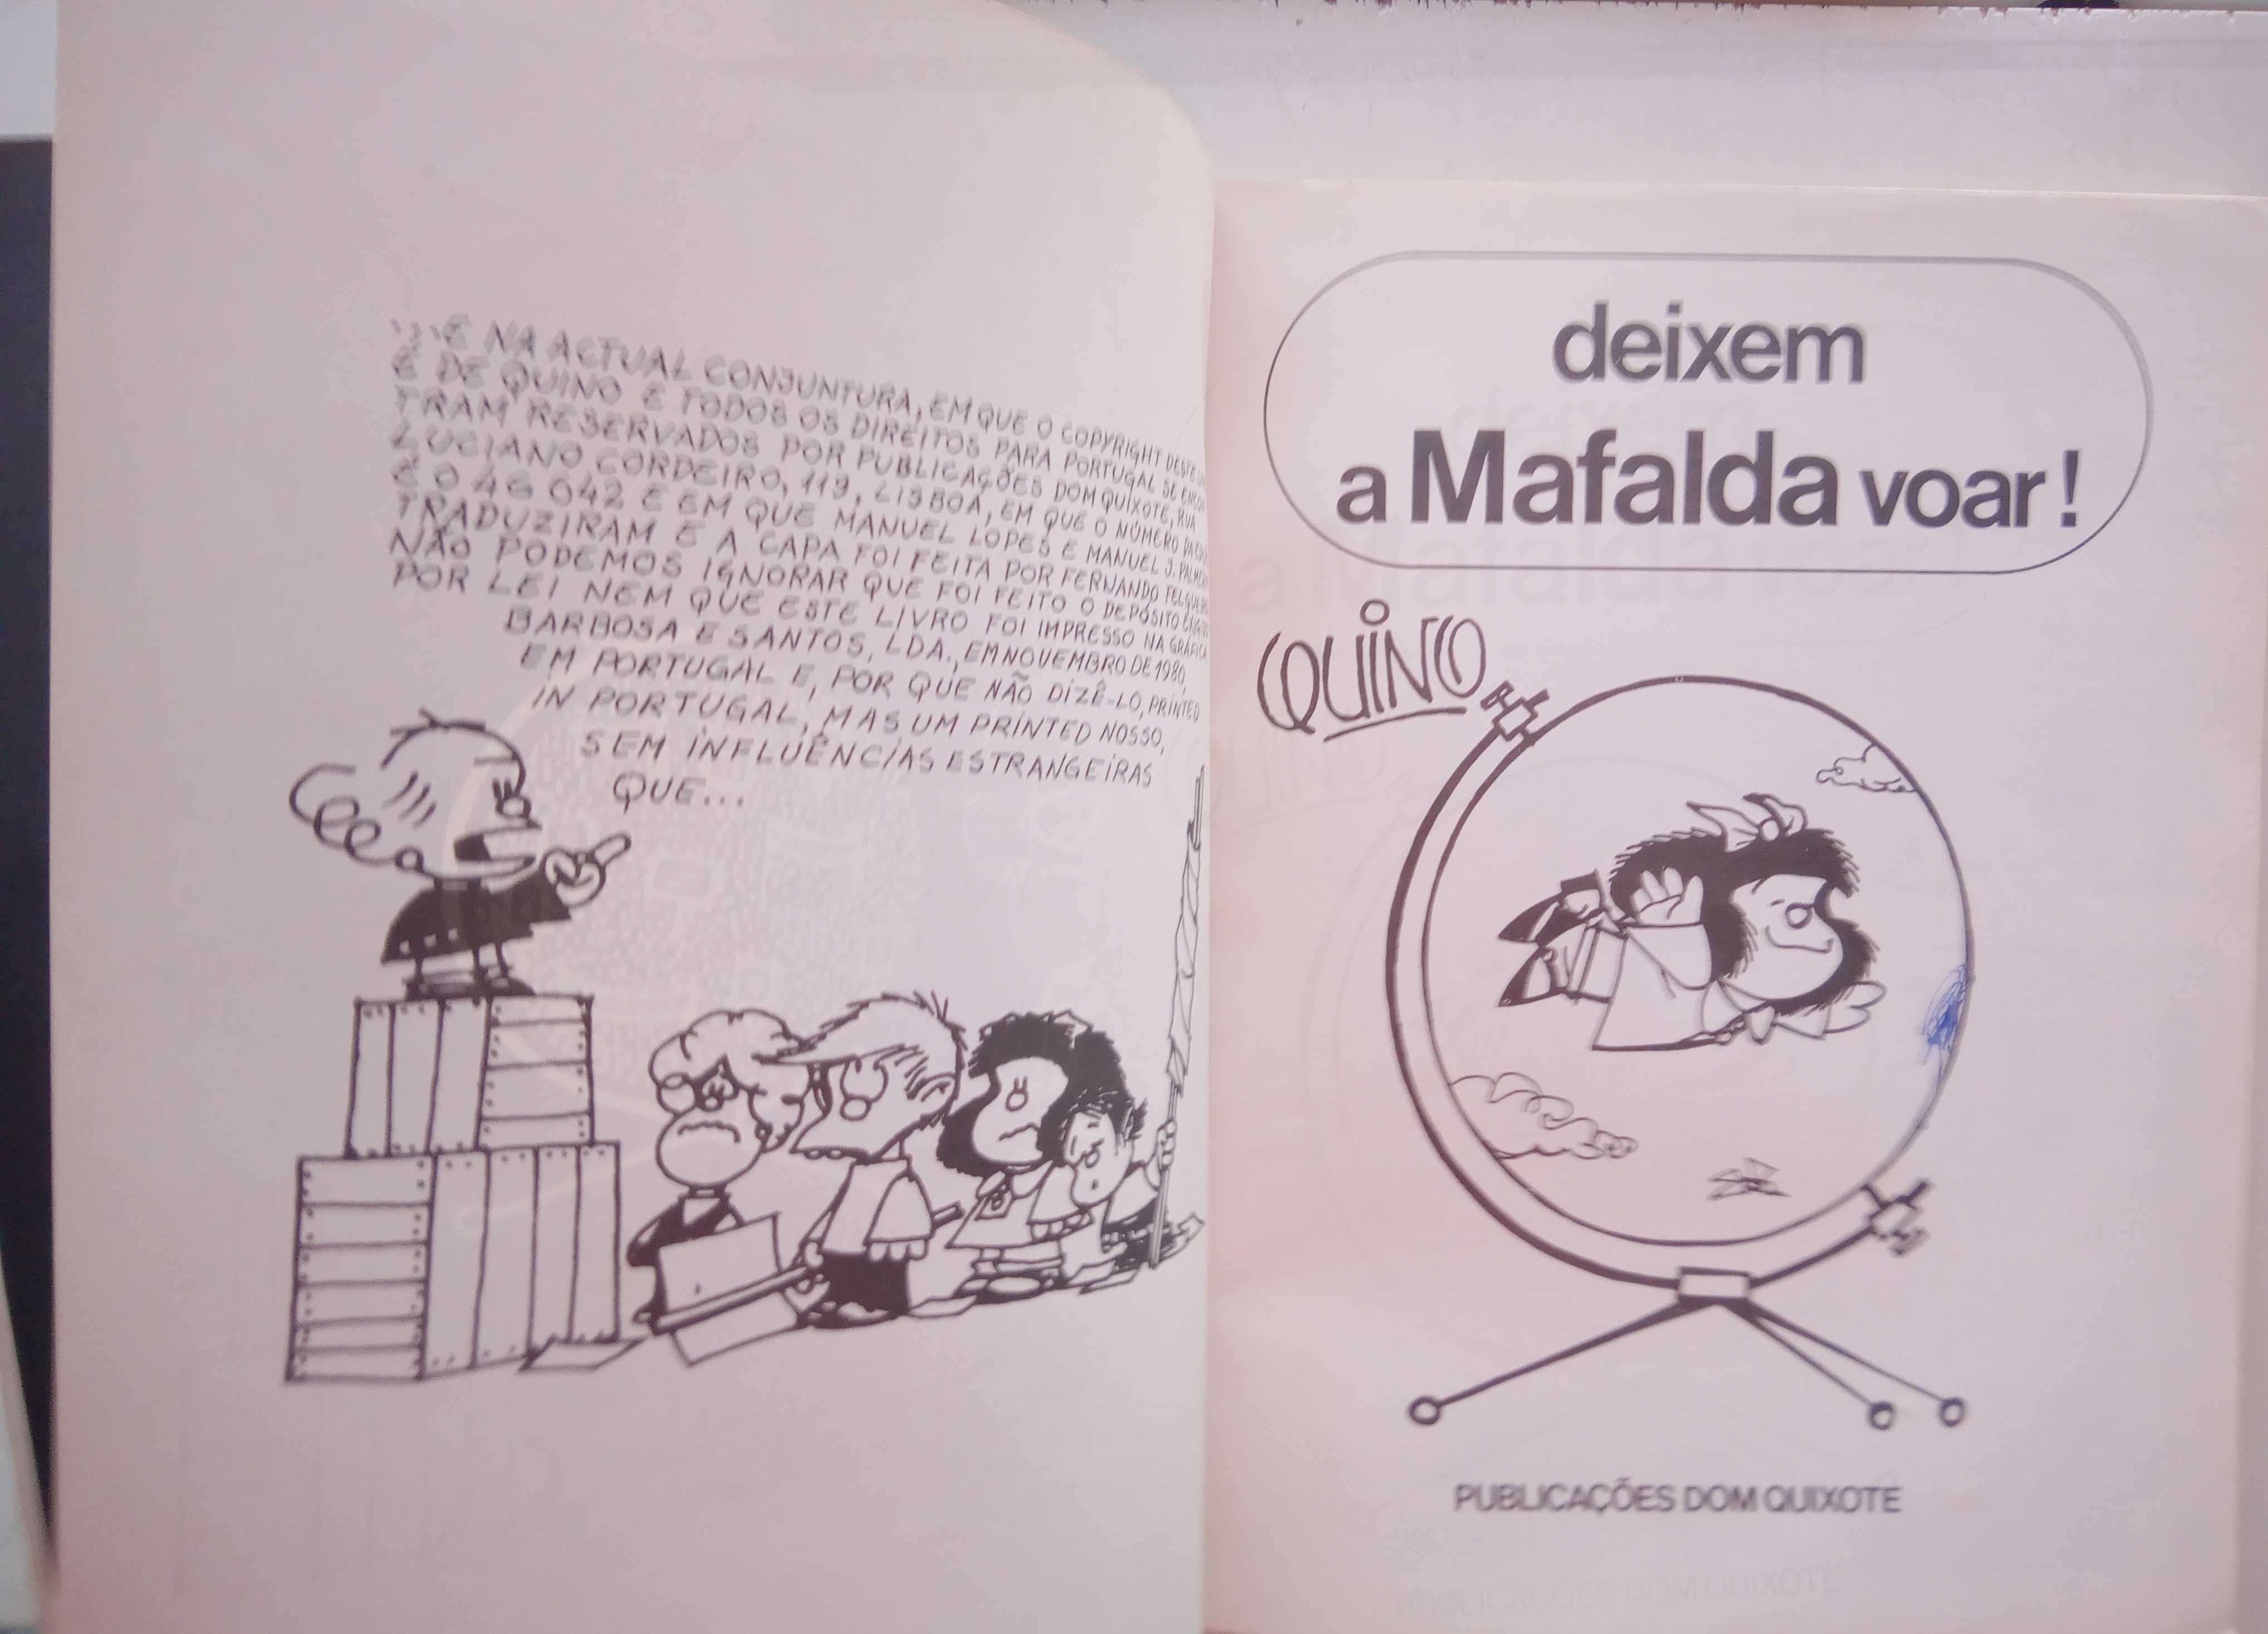 ...E NA ACTUAL CONJUNTURA, EM QUE O COPYRIGHT DESTE
É DE QUINO E TODOS OS DIREITOS PARA PORTUGAL SE
TRAM RESERVADOS POR PUBLICAÇÕES DOM QUIXOTE, RUA
LUCIANO CORDEIRO, 119, LISBOA, EM QUE O NÚMERO
É O 46 042 E EM QUE MANUEL LOPES E MANUEL J.
TRADUZIRAM E A CAPA FOI FEITA POR FERNANDO
NÃO PODEMOS IGNORAR QUE FOI FEITO O DEPÓSITO
POR LEI NEM QUE ESTE LIVRO FOI IMPRESSO NA
BARBOSA E SANTOS, LDA., EM NOVEMBRO DE 1980,
EM PORTUGAL E, POR QUE NÃO DIZÊ-LO, PRINTED
IN PORTUGAL, MAS UM PRINTED NOSSO,
SEM INFLUÊNCIAS ESTRANGEIRAS
QUE...
deixem
a Mafalda voar!
QUINO
PUBLICAÇÕES DOM QUIXOTE